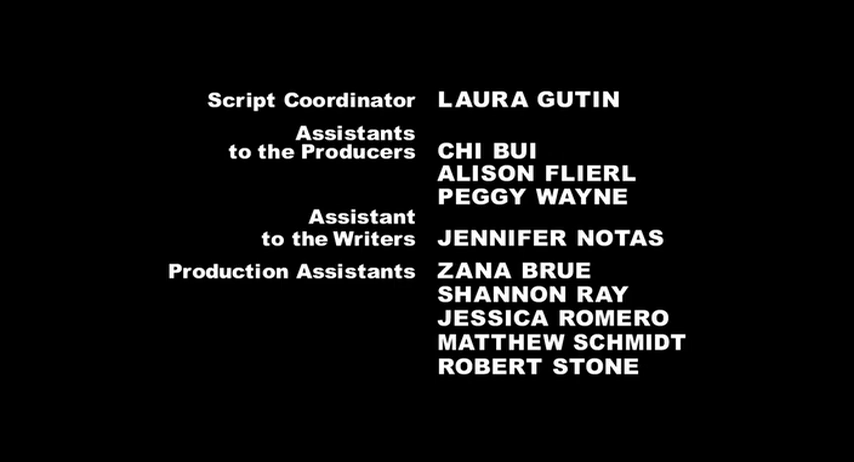 Script Coordinator LAURA GUTIN
Assistants
to the Producers CHI BUI
ALISON FLIERL
PEGGY WAYNE
Assistant
to the Writers JENNIFER NOTAS
Production Assistants ZANA BRUE
SHANNON RAY
JESSICA ROMERO
MATTHEW SCHMIDT
ROBERT STONE